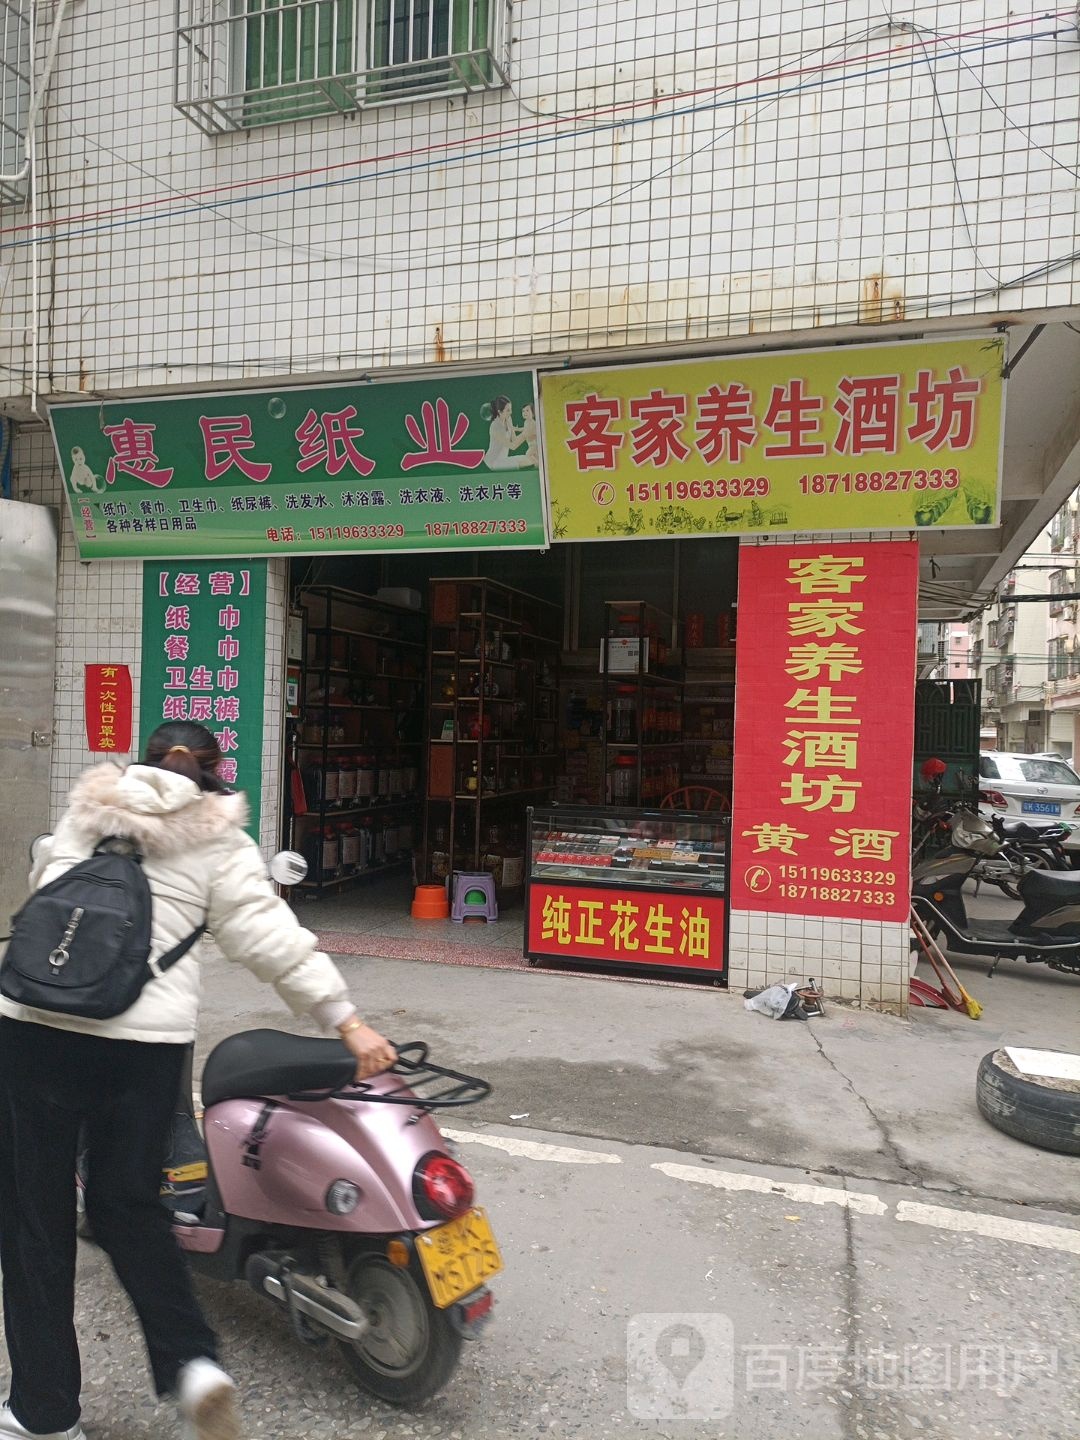 惠民纸业
【经营】
纸巾、餐巾、卫生巾、纸尿裤、洗发水、沐浴露、洗衣液、洗衣片等
各种各样日用品
电话：15119633329 18718827333
客家养生酒坊
15119633329 18718827333
【经营】
纸巾
餐巾
卫生巾
纸尿裤
水
露
有一次性口罩卖
客家养生酒坊
黄酒
15119633329
18718827333
纯正花生油
K·3561W
M5125
百度地图用户